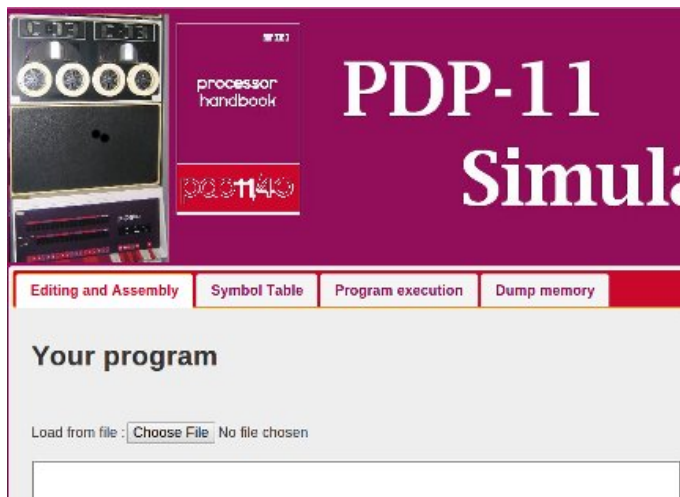 processor
handbook
pdp11/40
PDP-11
Simula
Editing and Assembly
Symbol Table
Program execution
Dump memory
Your program
Load from file : Choose File No file chosen